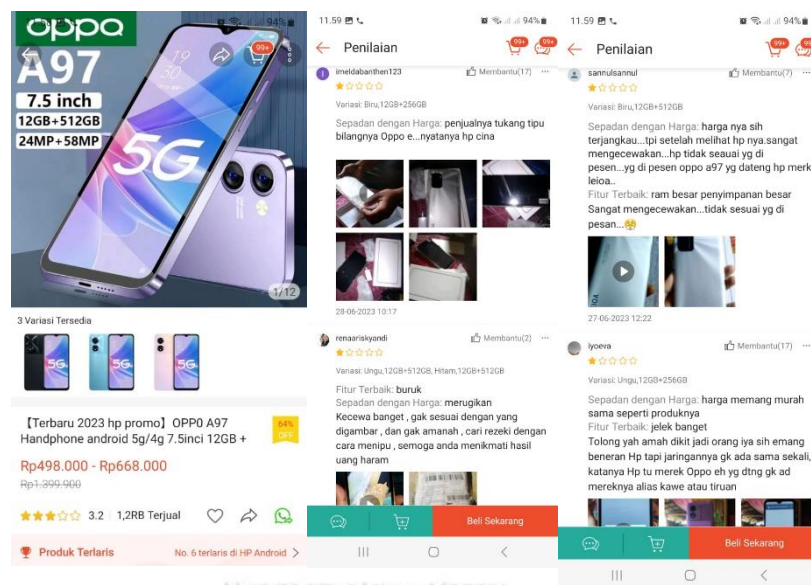 oppo
A97
7.5 inch
12GB+512GB
24MP+58MP
19
30
5G
94%
99+
1/12
3 Variasi Tersedia
5G
5G
5G
【Terbaru 2023 hp promo】OPP0 A97
Handphone android 5g/4g 7.5inci 12GB +
64%
OFF
Rp498.000 - Rp668.000
Rp1.399.900
3.2
1,2RB Terjual
Produk Terlaris
No. 6 terlaris di HP Android >
11.59
94%
Penilaian
99+
99+
imeldabanthen123
Membantu(17)
Variasi: Biru,12GB+256GB
Sepadan dengan Harga: penjualnya tukang tipu
bilangnya Oppo e...nyatanya hp cina
28-06-2023 10:17
renaariskyandi
Membantu(2)
Variasi: Ungu,12GB+512GB, Hitam,12GB+512GB
Fitur Terbaik: buruk
Sepadan dengan Harga: merugikan
Kecewa banget , gak sesuai dengan yang
digambar , dan gak amanah , cari rezeki dengan
cara menipu , semoga anda menikmati hasil
uang haram
Beli Sekarang
11.59
94%
Penilaian
99+
99+
sannulsannul
Membantu(7)
Variasi: Biru,12GB+512GB
Sepadan dengan Harga: harga nya sih
terjangkau...tpi setelah melihat hp nya.sangat
mengecewakan...hp tidak seauai yg di
pesen...yg di pesen oppo a97 yg dateng hp merk
leioa..
Fitur Terbaik: ram besar penyimpanan besar
Sangat mengecewakan...tidak sesuai yg di
pesan...
27-06-2023 12:22
iyoeva
Membantu(17)
Variasi: Ungu,12GB+256GB
Sepadan dengan Harga: harga memang murah
sama seperti produknya
Fitur Terbaik: jelek banget
Tolong yah amah dikit jadi orang iya sih emang
beneran Hp tapi jaringannya gk ada sama sekali,
katanya Hp tu merek Oppo eh yg dtng gk ad
mereknya alias kawe atau tiruan
Beli Sekarang